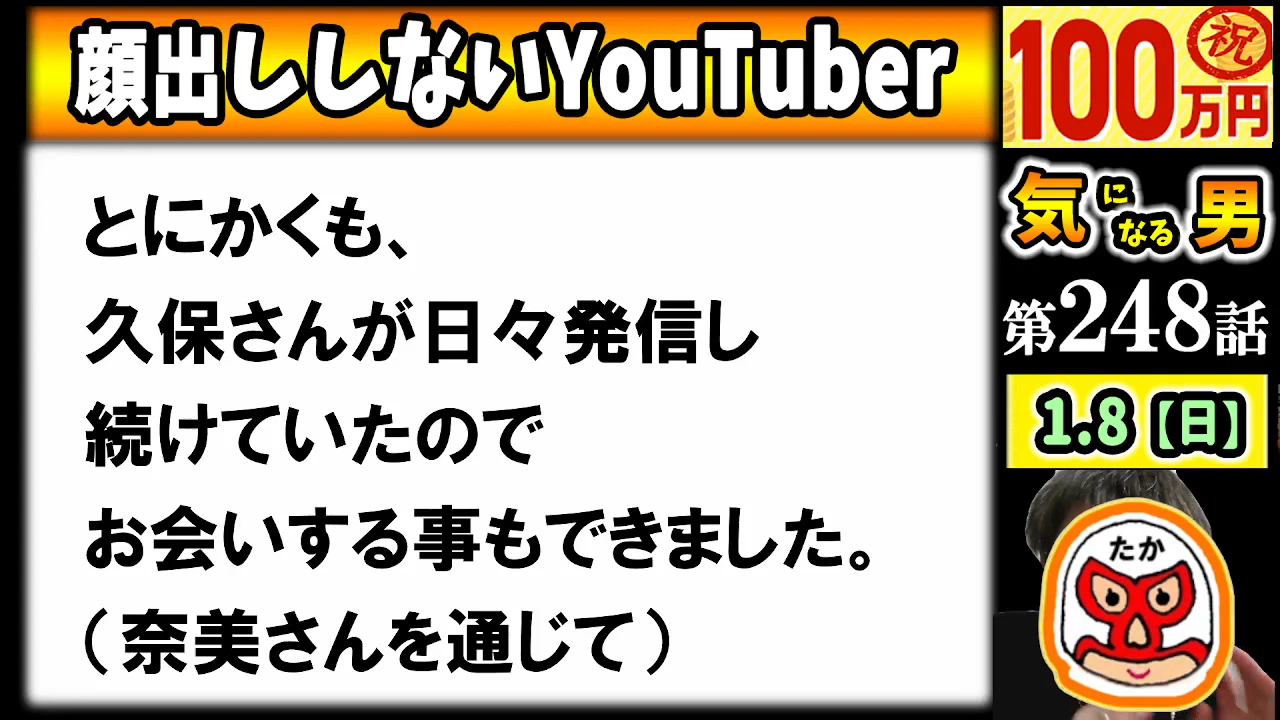 顔出ししないYouTuber
とにかくも、
久保さんが日々発信し
続けていたので
お会いする事もできました。
（奈美さんを通じて）
祝
100万円
気になる男
第248話
1.8【日】
たか